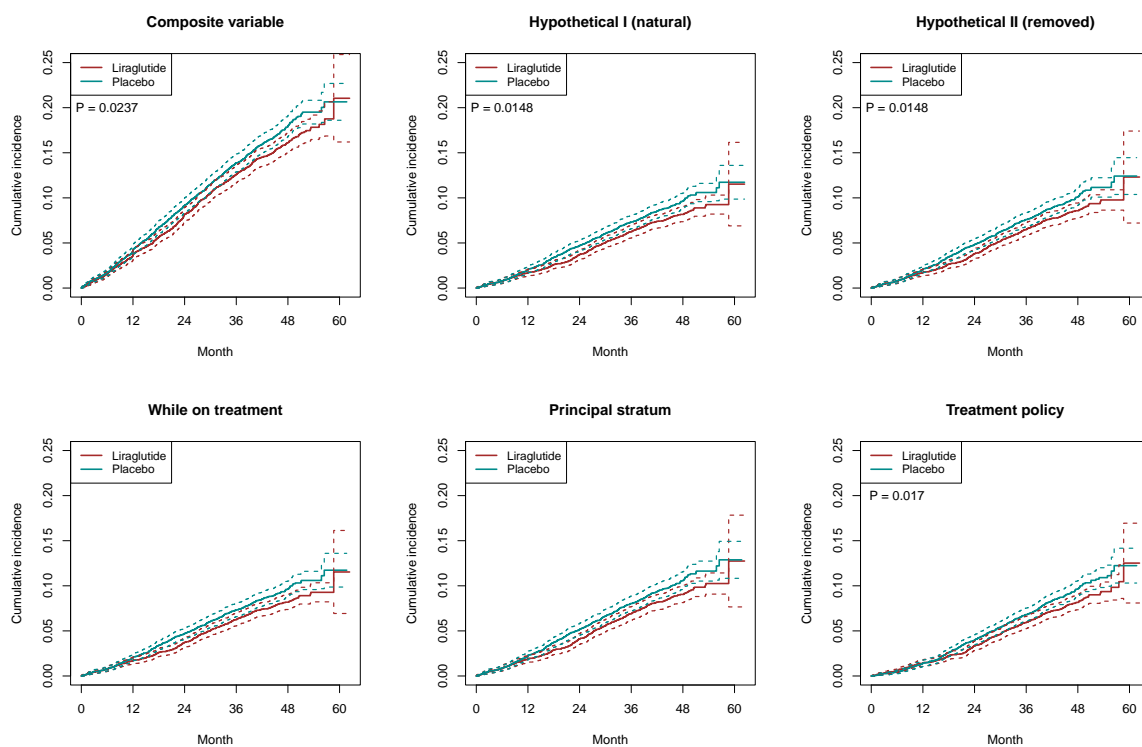 Composite variable
Cumulative incidence
0.00 0.05 0.10 0.15 0.20 0.25
Liraglutide
Placebo
P = 0.0237
0 12 24 36 48 60
Month
Hypothetical I (natural)
Cumulative incidence
0.00 0.05 0.10 0.15 0.20 0.25
Liraglutide
Placebo
P = 0.0148
0 12 24 36 48 60
Month
Hypothetical II (removed)
Cumulative incidence
0.00 0.05 0.10 0.15 0.20 0.25
Liraglutide
Placebo
P = 0.0148
0 12 24 36 48 60
Month
While on treatment
Cumulative incidence
0.00 0.05 0.10 0.15 0.20 0.25
Liraglutide
Placebo
0 12 24 36 48 60
Month
Principal stratum
Cumulative incidence
0.00 0.05 0.10 0.15 0.20 0.25
Liraglutide
Placebo
0 12 24 36 48 60
Month
Treatment policy
Cumulative incidence
0.00 0.05 0.10 0.15 0.20 0.25
Liraglutide
Placebo
P = 0.017
0 12 24 36 48 60
Month